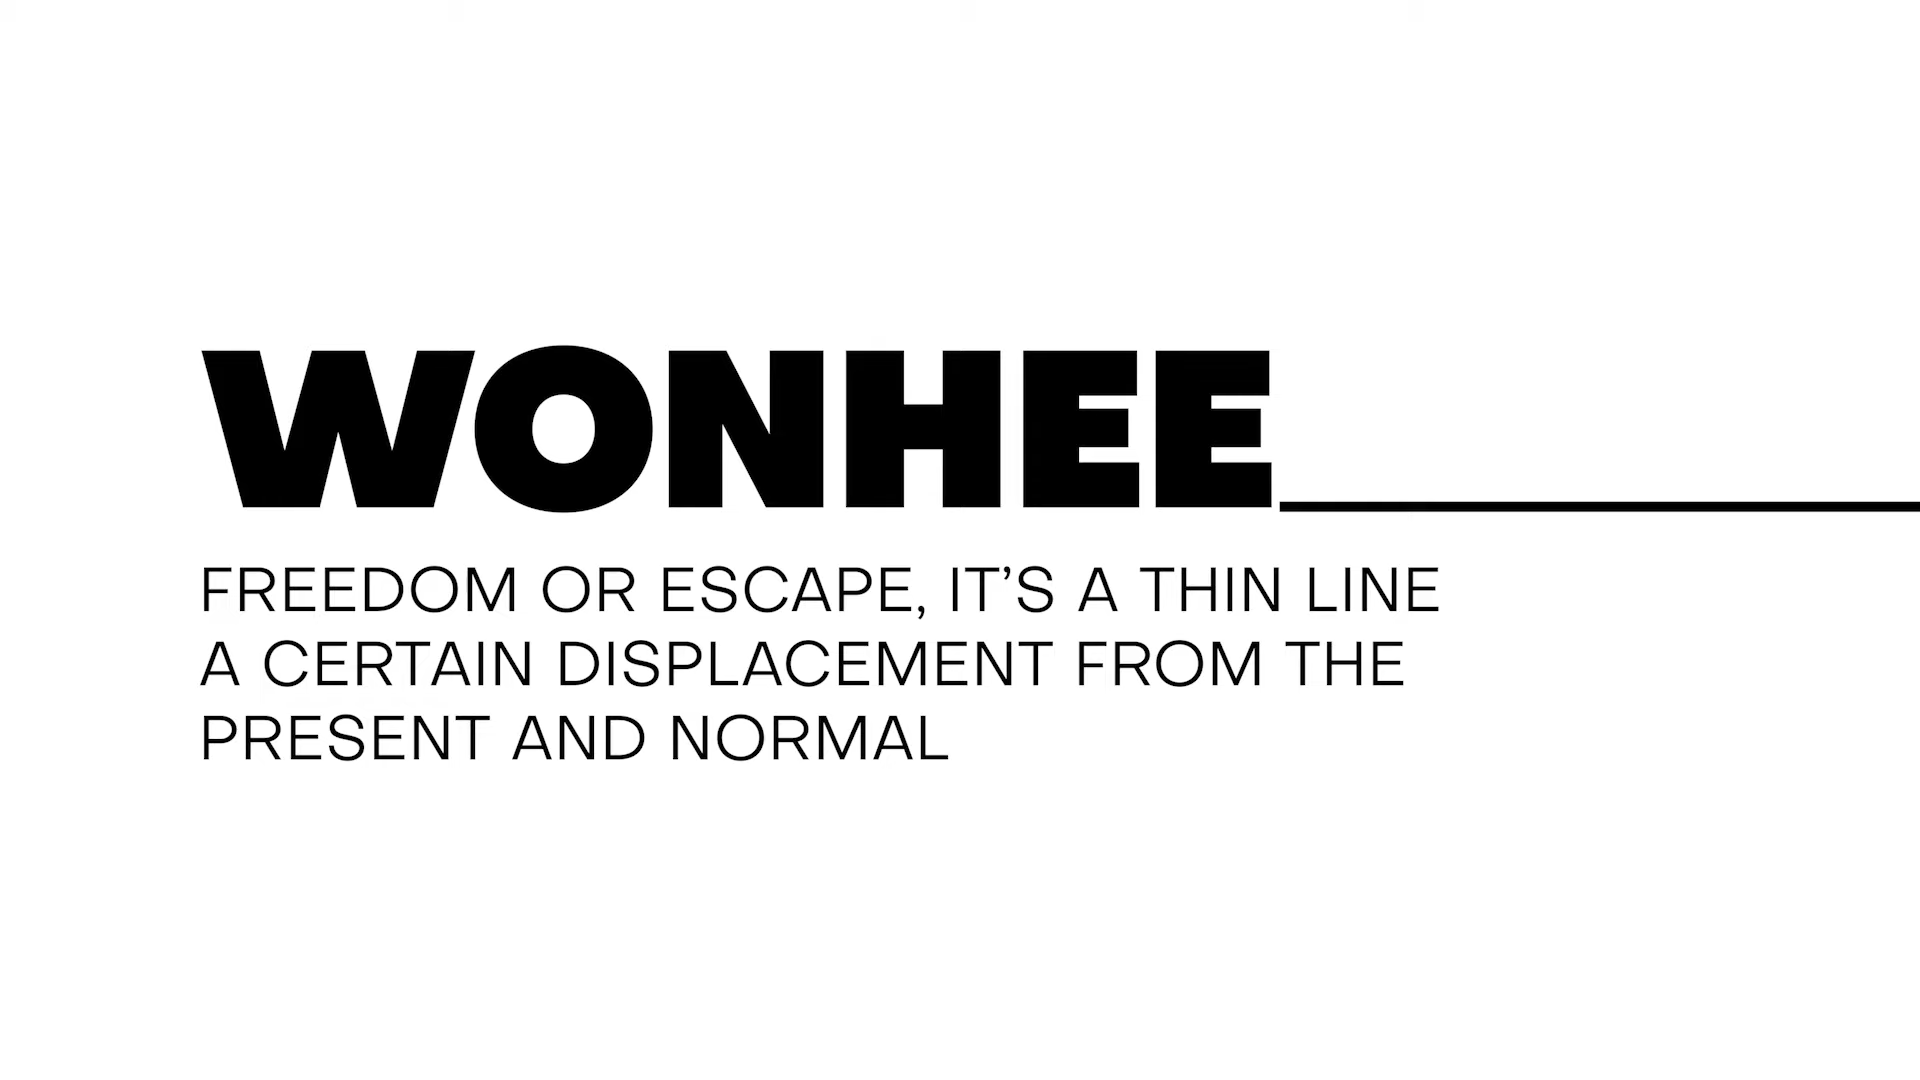 WONHEE
FREEDOM OR ESCAPE, IT’S A THIN LINE
A CERTAIN DISPLACEMENT FROM THE
PRESENT AND NORMAL